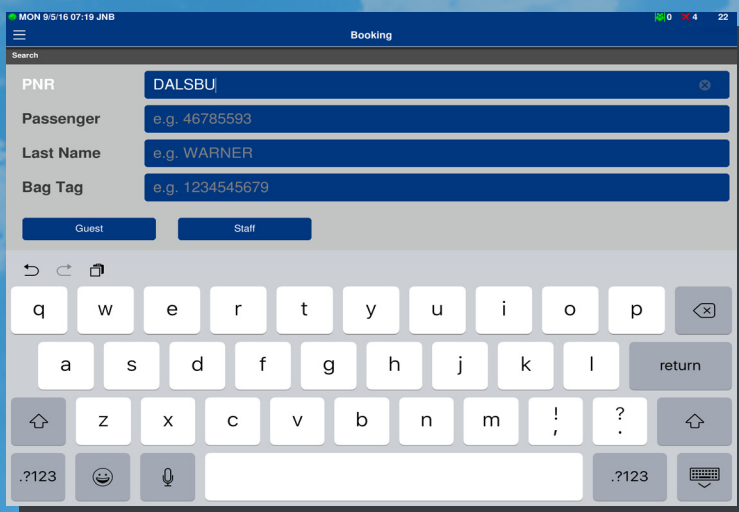 MON 9/5/16 07:19 JNB 0 4 22
Booking
Search
PNR DALSBU
Passenger e.g. 46785593
Last Name e.g. WARNER
Bag Tag e.g. 1234545679
Guest Staff
q w e r t y u i o p
a s d f g h j k l return
z x c v b n m ! , ? .
.?123 .?123